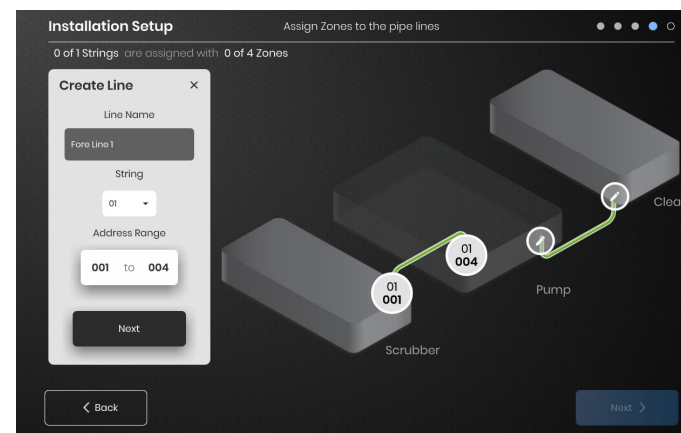 Installation Setup
Assign Zones to the pipe lines
0 of 1 Strings are assigned with 0 of 4 Zones
Create Line
Line Name
Fore Line 1
String
01
Address Range
001 to 004
Next
01
004
01
001
Clea
Pump
Scrubber
Back
Next